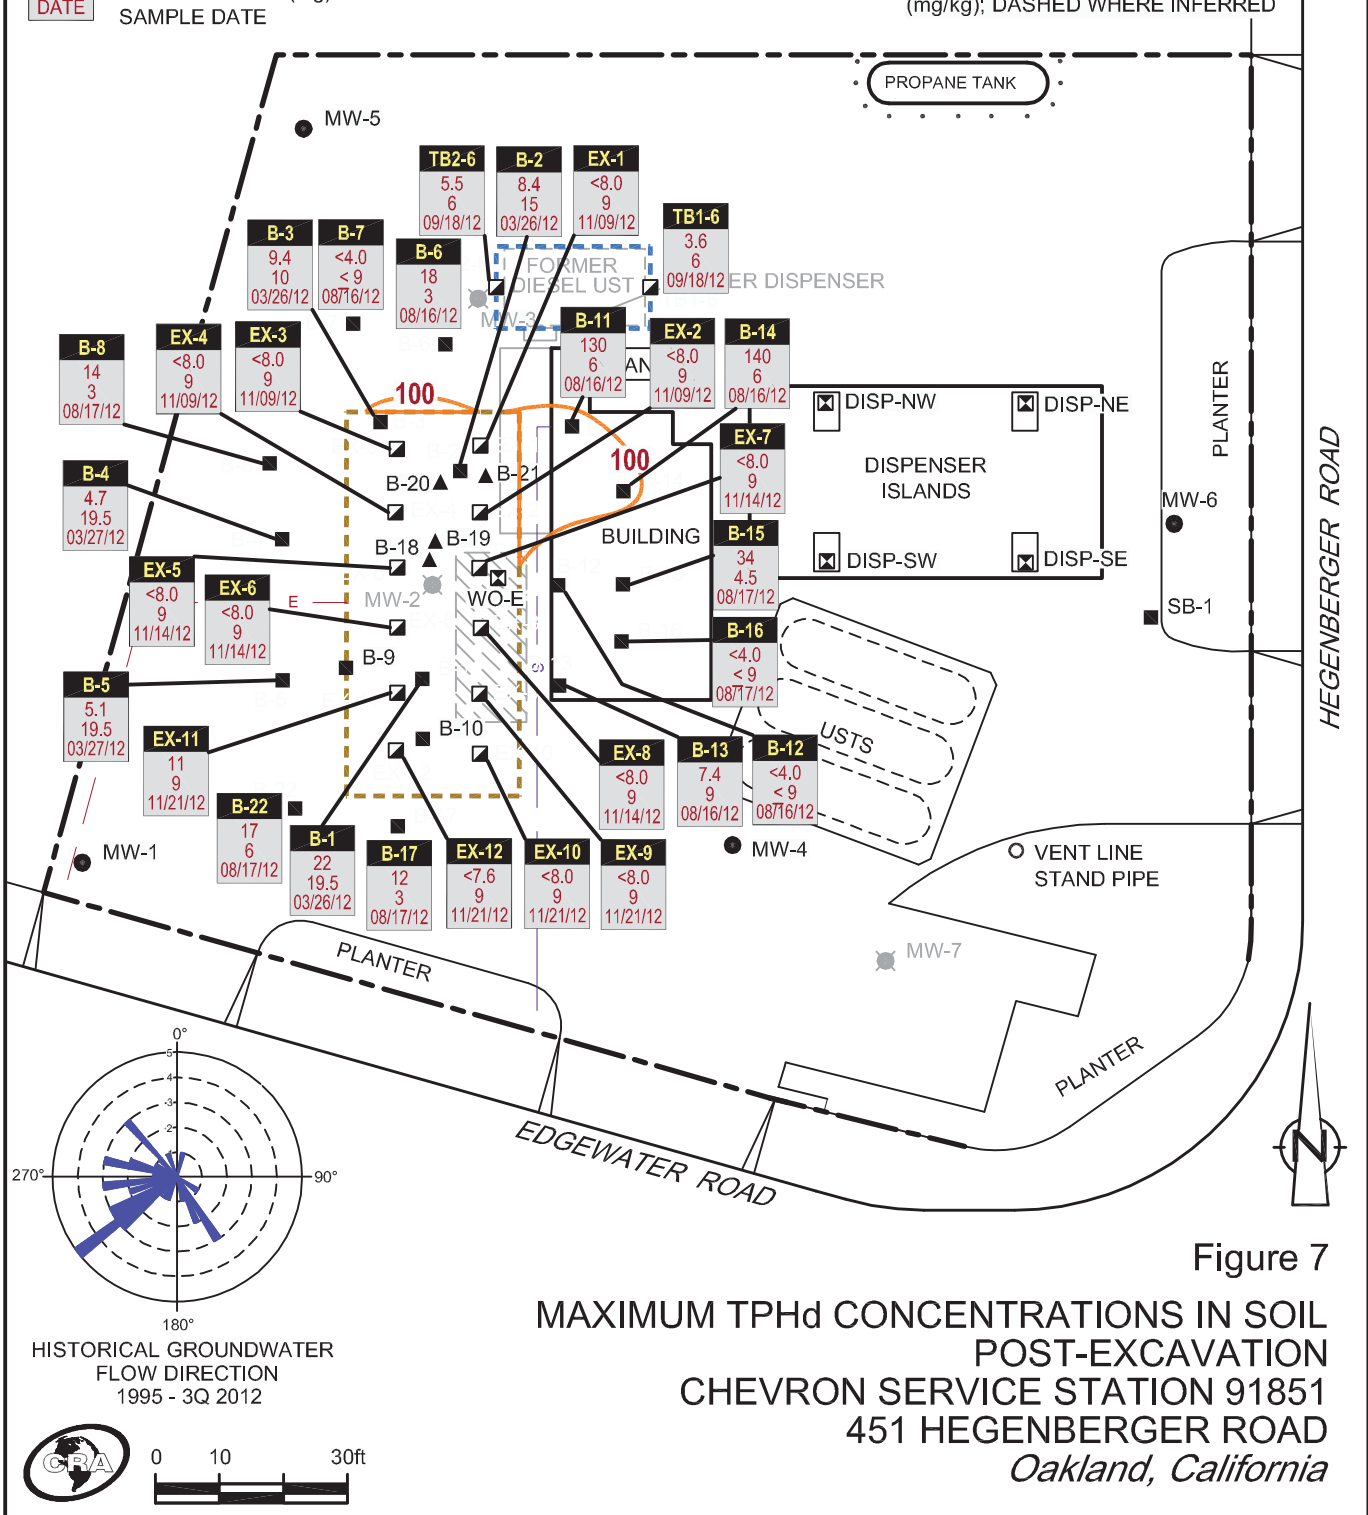 DATE
SAMPLE DATE
(mg/kg); DASHED WHERE INFERRED
PROPANE TANK
MW-5
TB2-6
5.5
6
09/18/12
B-2
8.4
15
03/26/12
EX-1
<8.0
9
11/09/12
TB1-6
3.6
6
09/18/12
B-3
9.4
10
03/26/12
B-7
<4.0
< 9
08/16/12
B-6
18
3
08/16/12
FORMER
DIESEL UST
ER DISPENSER
MW-3
B-8
14
3
08/17/12
EX-4
<8.0
9
11/09/12
EX-3
<8.0
9
11/09/12
B-11
130
6
08/16/12
AN
EX-2
<8.0
9
11/09/12
B-14
140
6
08/16/12
100
100
DISP-NW
DISP-NE
DISPENSER
ISLANDS
DISP-SW
DISP-SE
PLANTER
HEGENBERGER ROAD
MW-6
SB-1
EX-7
<8.0
9
11/14/12
B-4
4.7
19.5
03/27/12
B-20
B-21
B-19
B-18
MW-2
WO-E
BUILDING
B-15
34
4.5
08/17/12
EX-5
<8.0
9
11/14/12
EX-6
<8.0
9
11/14/12
E
B-9
S
B-16
<4.0
< 9
08/17/12
B-5
5.1
19.5
03/27/12
EX-11
11
9
11/21/12
B-10
USTS
EX-8
<8.0
9
11/14/12
B-13
7.4
9
08/16/12
B-12
<4.0
< 9
08/16/12
B-22
17
6
08/17/12
B-1
22
19.5
03/26/12
B-17
12
3
08/17/12
EX-12
<7.6
9
11/21/12
EX-10
<8.0
9
11/21/12
EX-9
<8.0
9
11/21/12
MW-1
MW-4
VENT LINE
STAND PIPE
MW-7
PLANTER
PLANTER
EDGEWATER ROAD
N
0°
5
4
3
2
270°
90°
180°
HISTORICAL GROUNDWATER
FLOW DIRECTION
1995 - 3Q 2012
CRA
0 10 30ft
Figure 7
MAXIMUM TPHd CONCENTRATIONS IN SOIL
POST-EXCAVATION
CHEVRON SERVICE STATION 91851
451 HEGENBERGER ROAD
Oakland, California